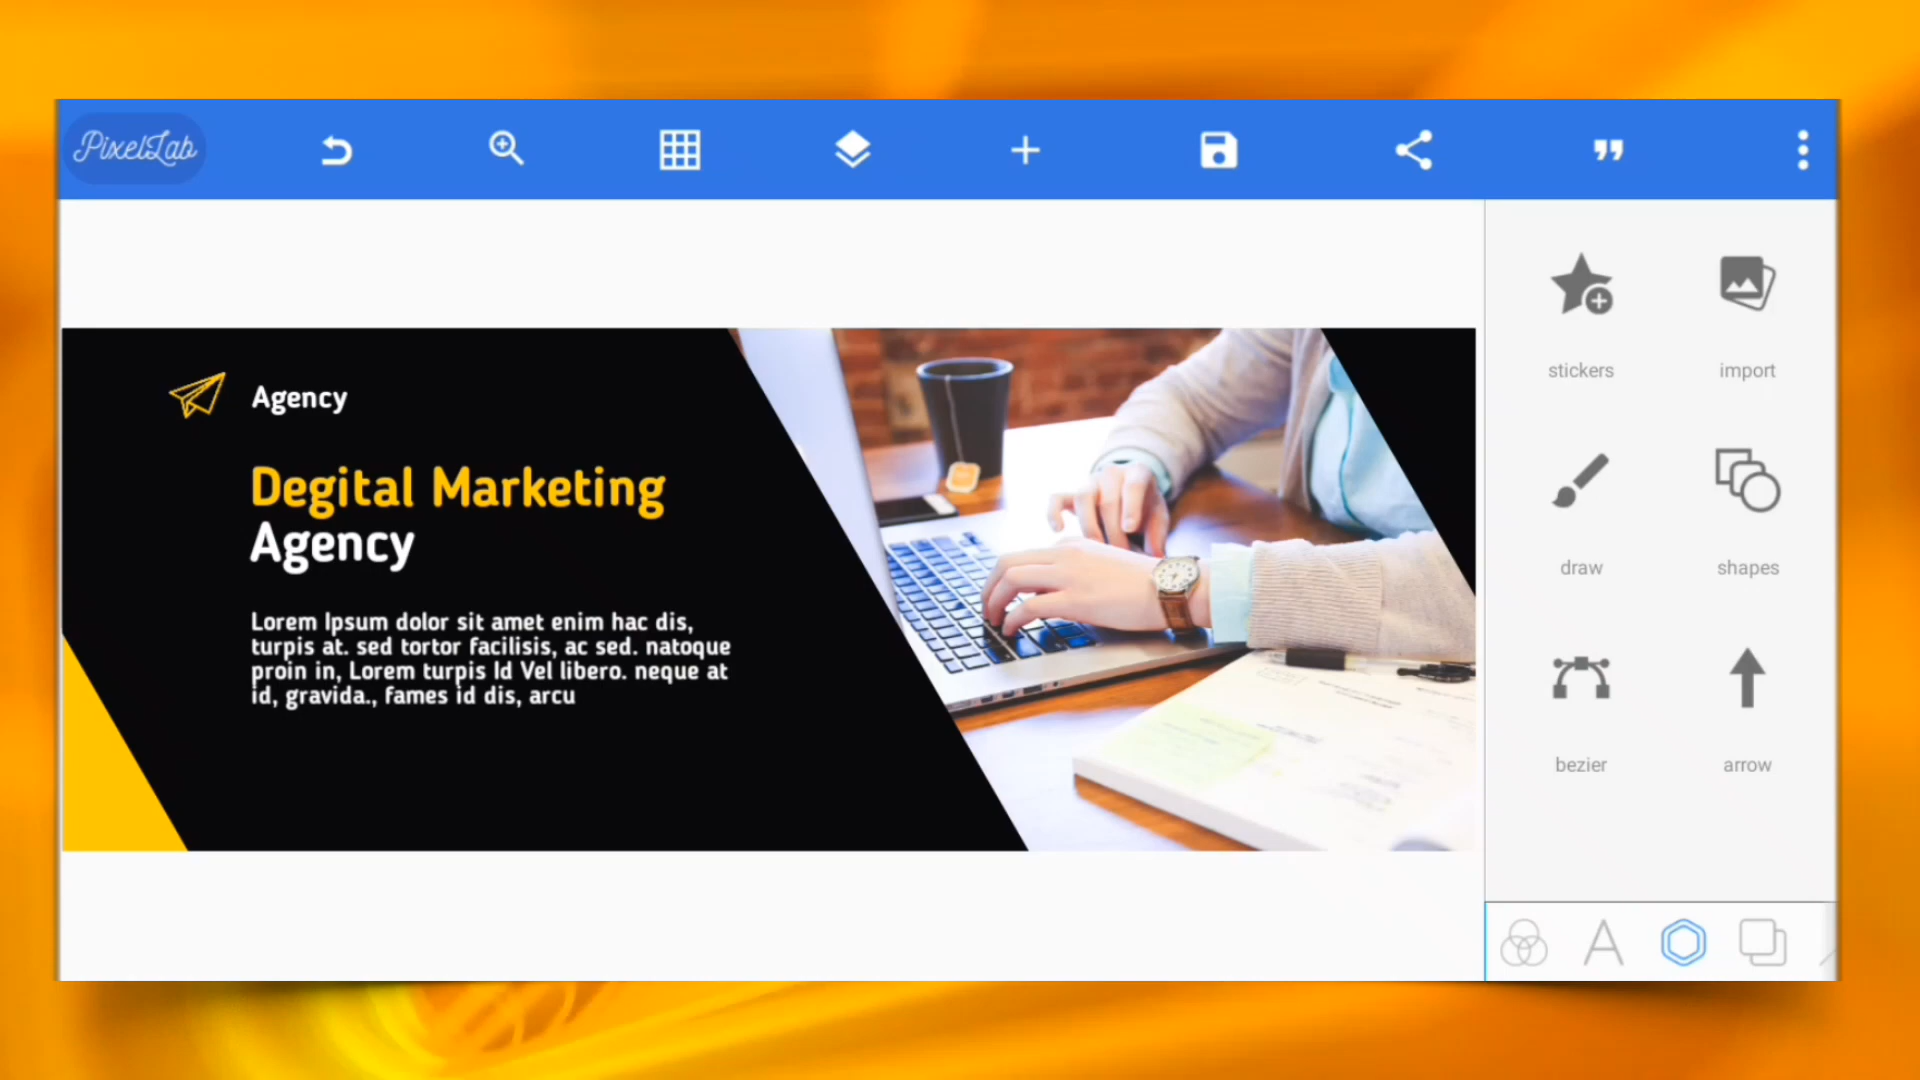 PixelLab
stickers
import
Agency
Degital Marketing
Agency
draw
shapes
Lorem Ipsum dolor sit amet enim hac dis,
turpis at. sed tortor facilisis, ac sed. natoque
proin in, Lorem turpis Id Vel libero. neque at
id, gravida., fames id dis, arcu
bezier
arrow